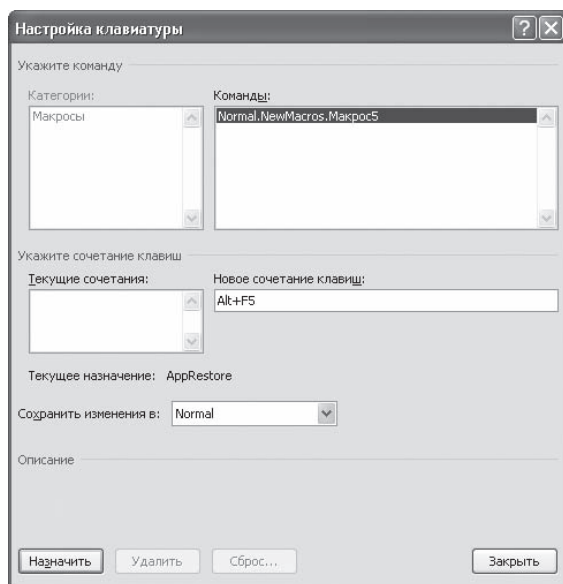 Настройка клавиатуры
Укажите команду
Категории:
Команды:
Макросы
Normal.NewMacros.Макрос5
Укажите сочетание клавиш
Текущие сочетания:
Новое сочетание клавиш:
Alt+F5
Текущее назначение: AppRestore
Сохранить изменения в: Normal
Описание
Назначить Удалить Сброс... Закрыть